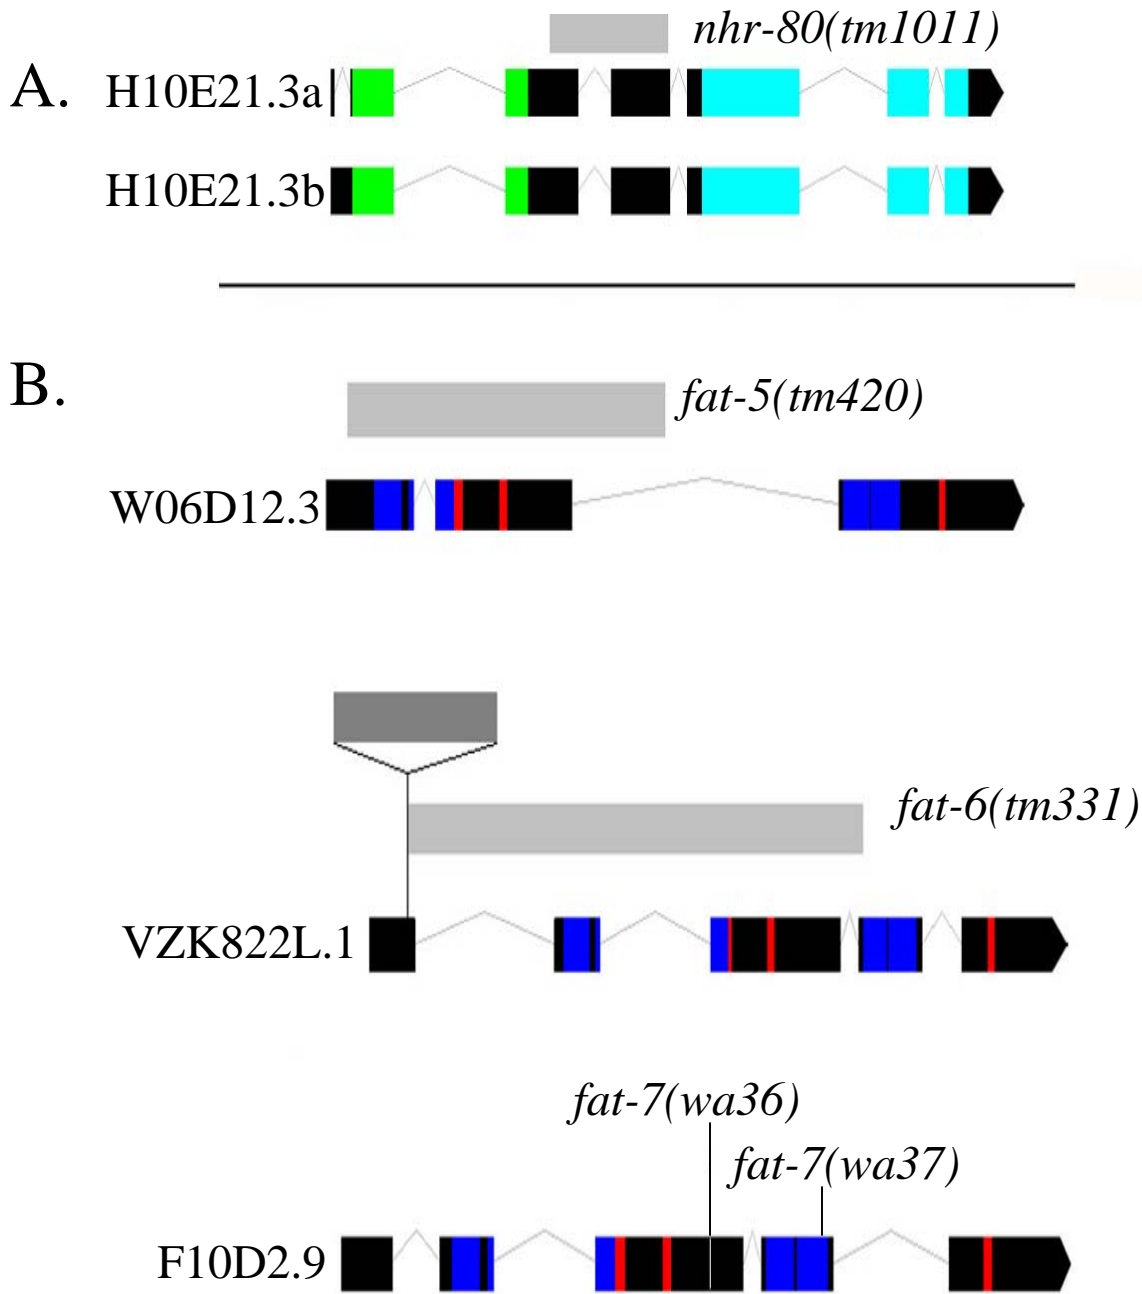 nhr-80(tm1011)
A. H10E21.3a
H10E21.3b
B.
fat-5(tm420)
W06D12.3
fat-6(tm331)
VZK822L.1
fat-7(wa36)
fat-7(wa37)
F10D2.9